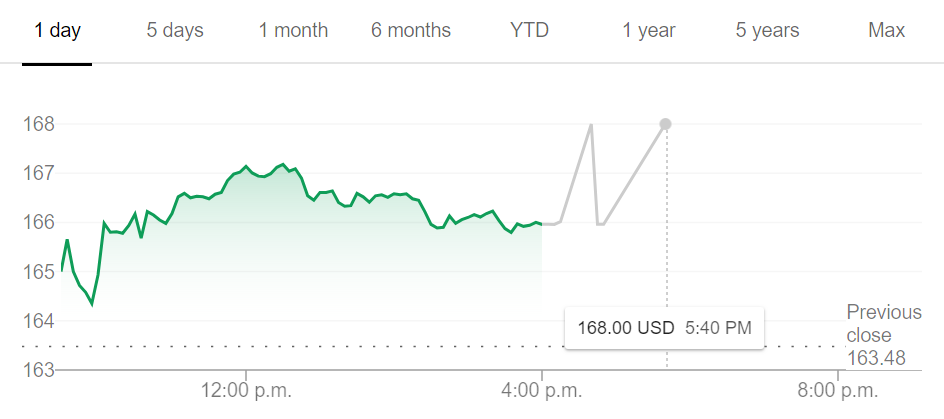 1 day 5 days 1 month 6 months YTD 1 year 5 years Max
168
167
166
165
164
163
168.00 USD 5:40 PM
Previous
close
163.48
12:00 p.m. 4:00 p.m. 8:00 p.m.